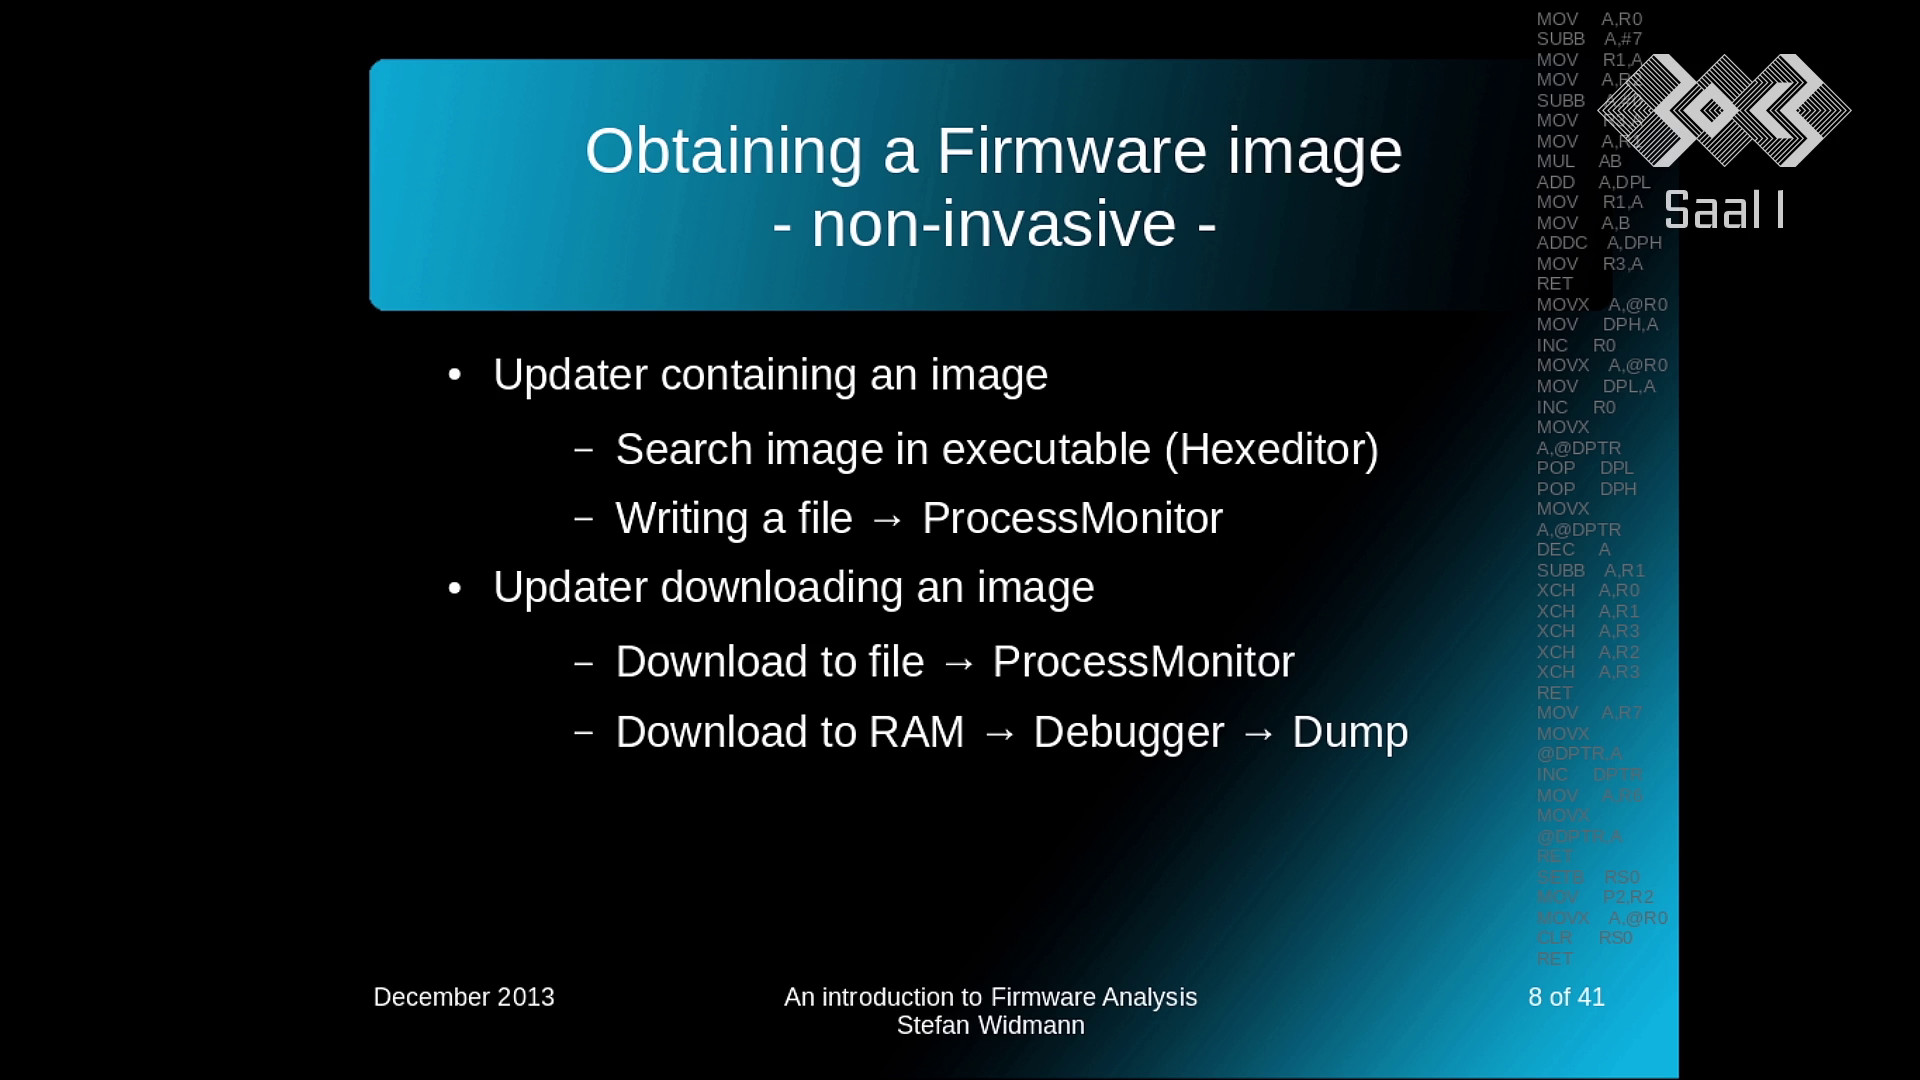 Obtaining a Firmware image
- non-invasive -
• Updater containing an image
– Search image in executable (Hexeditor)
– Writing a file → ProcessMonitor
• Updater downloading an image
– Download to file → ProcessMonitor
– Download to RAM → Debugger → Dump
December 2013
An introduction to Firmware Analysis
Stefan Widmann
8 of 41
Saal 1
MOV A,R0
SUBB A,#7
MOV R1,A
MOV
SUBB
MOV
MOV
MUL AB
ADD A,DPL
MOV R1,A
MOV A,B
ADDC A,DPH
MOV R3,A
RET
MOVX A,@R0
MOV DPH,A
INC R0
MOVX A,@R0
MOV DPL,A
INC R0
MOVX
A,@DPTR
POP DPL
POP DPH
MOVX
A,@DPTR
DEC A
SUBB A,R1
XCH A,R0
XCH A,R1
XCH A,R3
XCH A,R2
XCH A,R3
RET
MOV A,R7
MOVX
@DPTR,A
INC DPTR
MOV A,R6
MOVX
@DPTR,A
RET
SETB RS0
MOV P2,R2
MOVX A,@R0
CLR RS0
RET